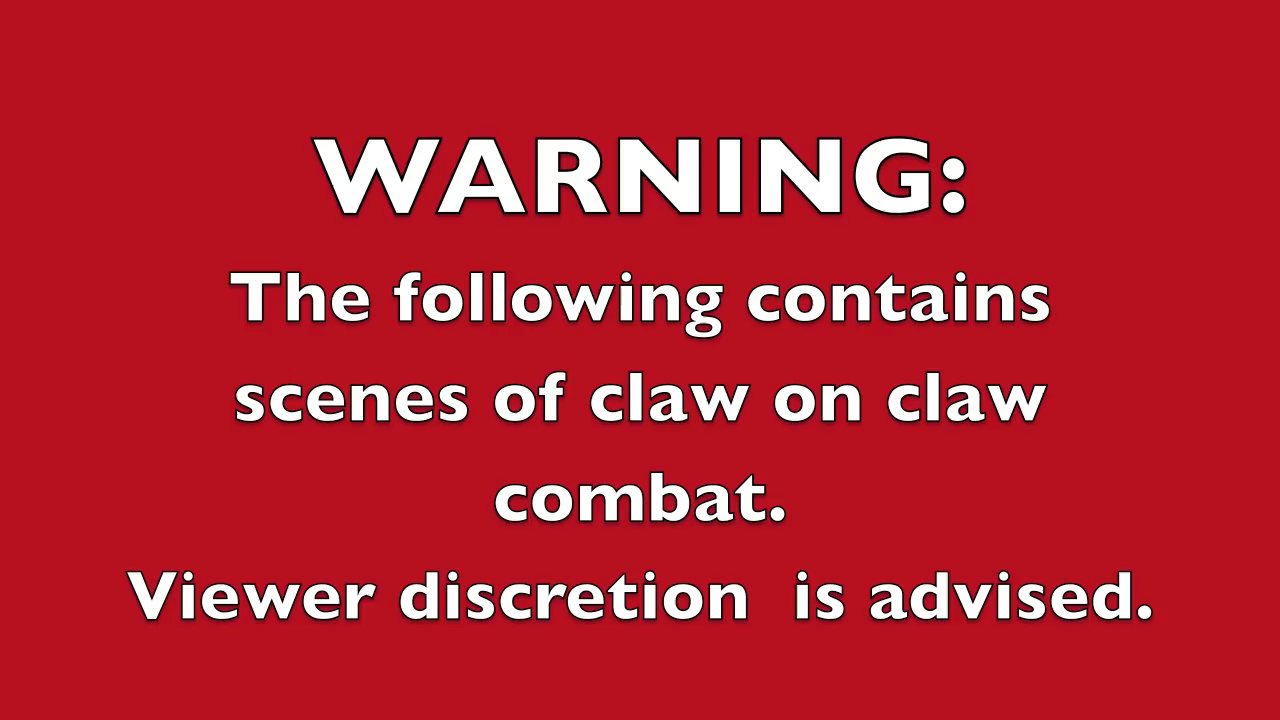 WARNING:
The following contains
scenes of claw on claw
combat.
Viewer discretion  is advised.